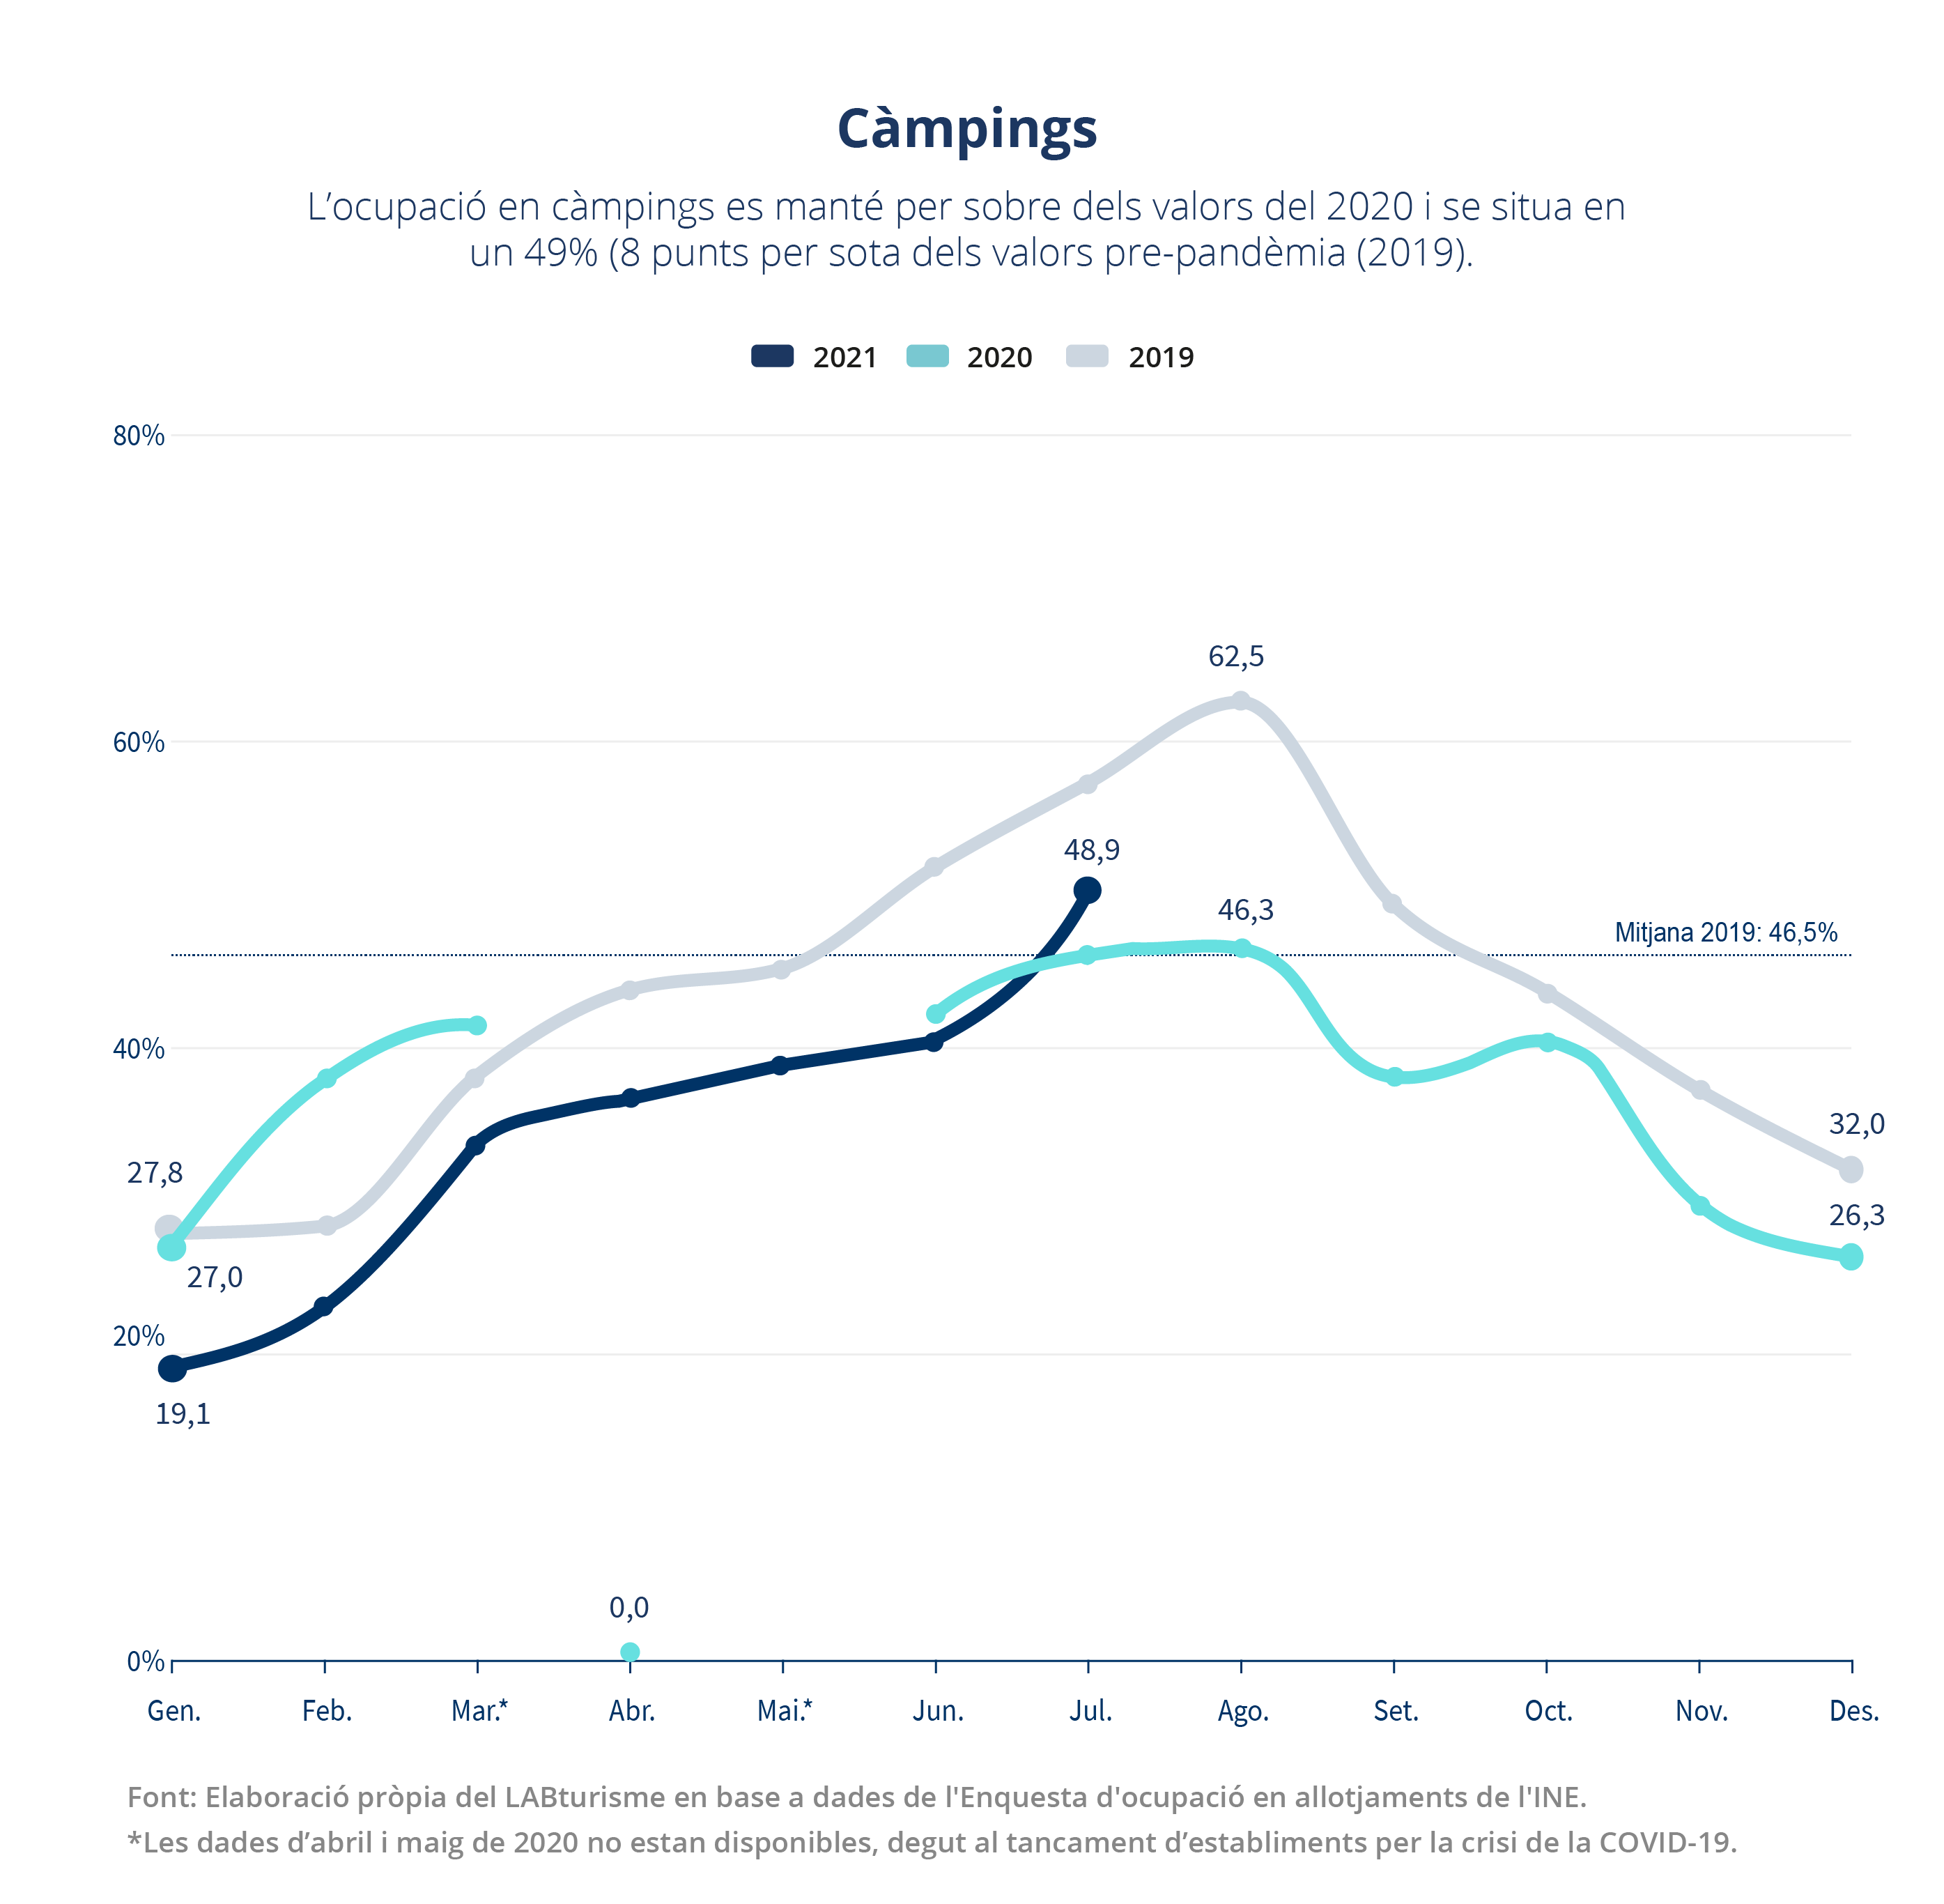 Càmpings
L’ocupació en càmpings es manté per sobre dels valors del 2020 i se situa en
un 49% (8 punts per sota dels valors pre-pandèmia (2019).
2021 2020 2019
80%
62,5
60%
48,9
46,3
Mitjana 2019: 46,5%
40%
32,0
27,8
26,3
27,0
20%
19,1
0,0
0%
Gen. Feb. Mar.* Abr. Mai.* Jun. Jul. Ago. Set. Oct. Nov. Des.
Font: Elaboració pròpia del LABturisme en base a dades de l'Enquesta d'ocupació en allotjaments de l'INE.
*Les dades d’abril i maig de 2020 no estan disponibles, degut al tancament d’establiments per la crisi de la COVID-19.